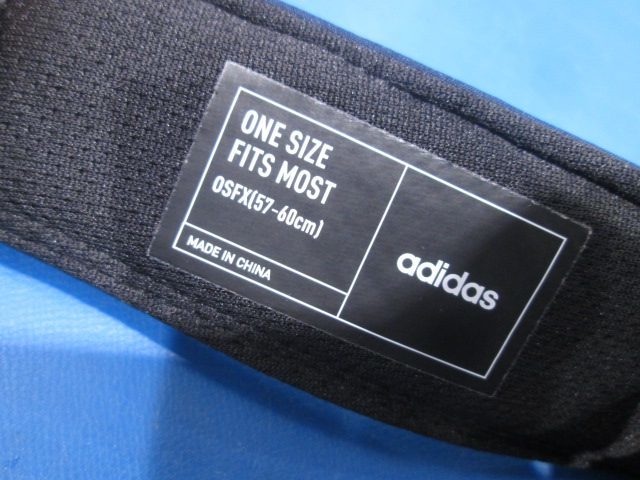 ONE SIZE
FITS MOST
OSFX(57-60cm)
MADE IN CHINA
adidas